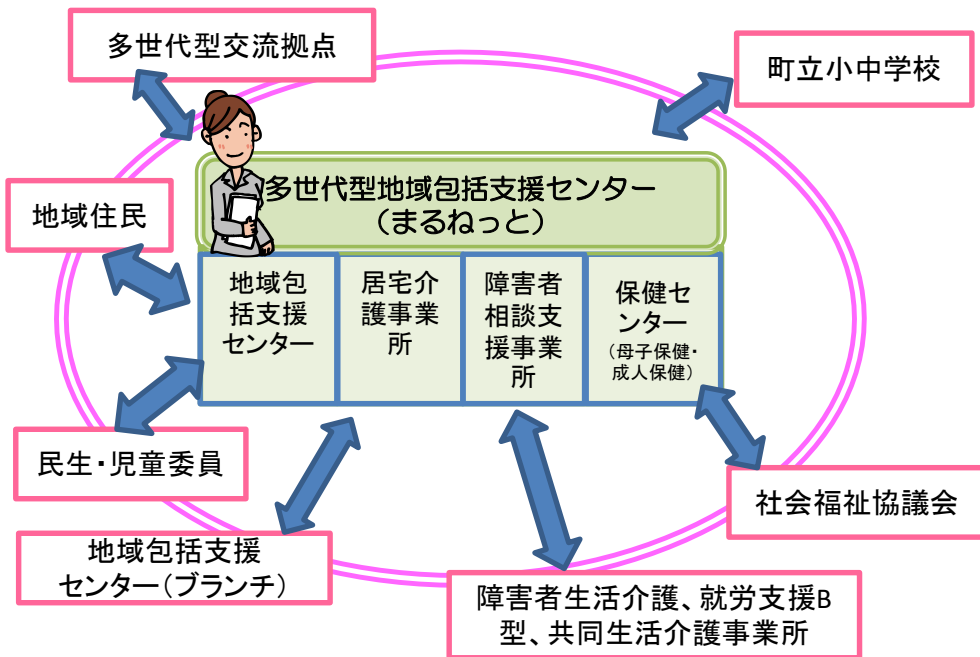 多世代型交流拠点
町立小中学校
多世代型地域包括支援センター
（まるねっと）
地域住民
地域包
括支援
センター
居宅介
護事業
所
障害者
相談支
援事業
所
保健セ
ンター
（母子保健・
成人保健）
民生・児童委員
社会福祉協議会
地域包括支援
センター（ブランチ）
障害者生活介護、就労支援B
型、共同生活介護事業所